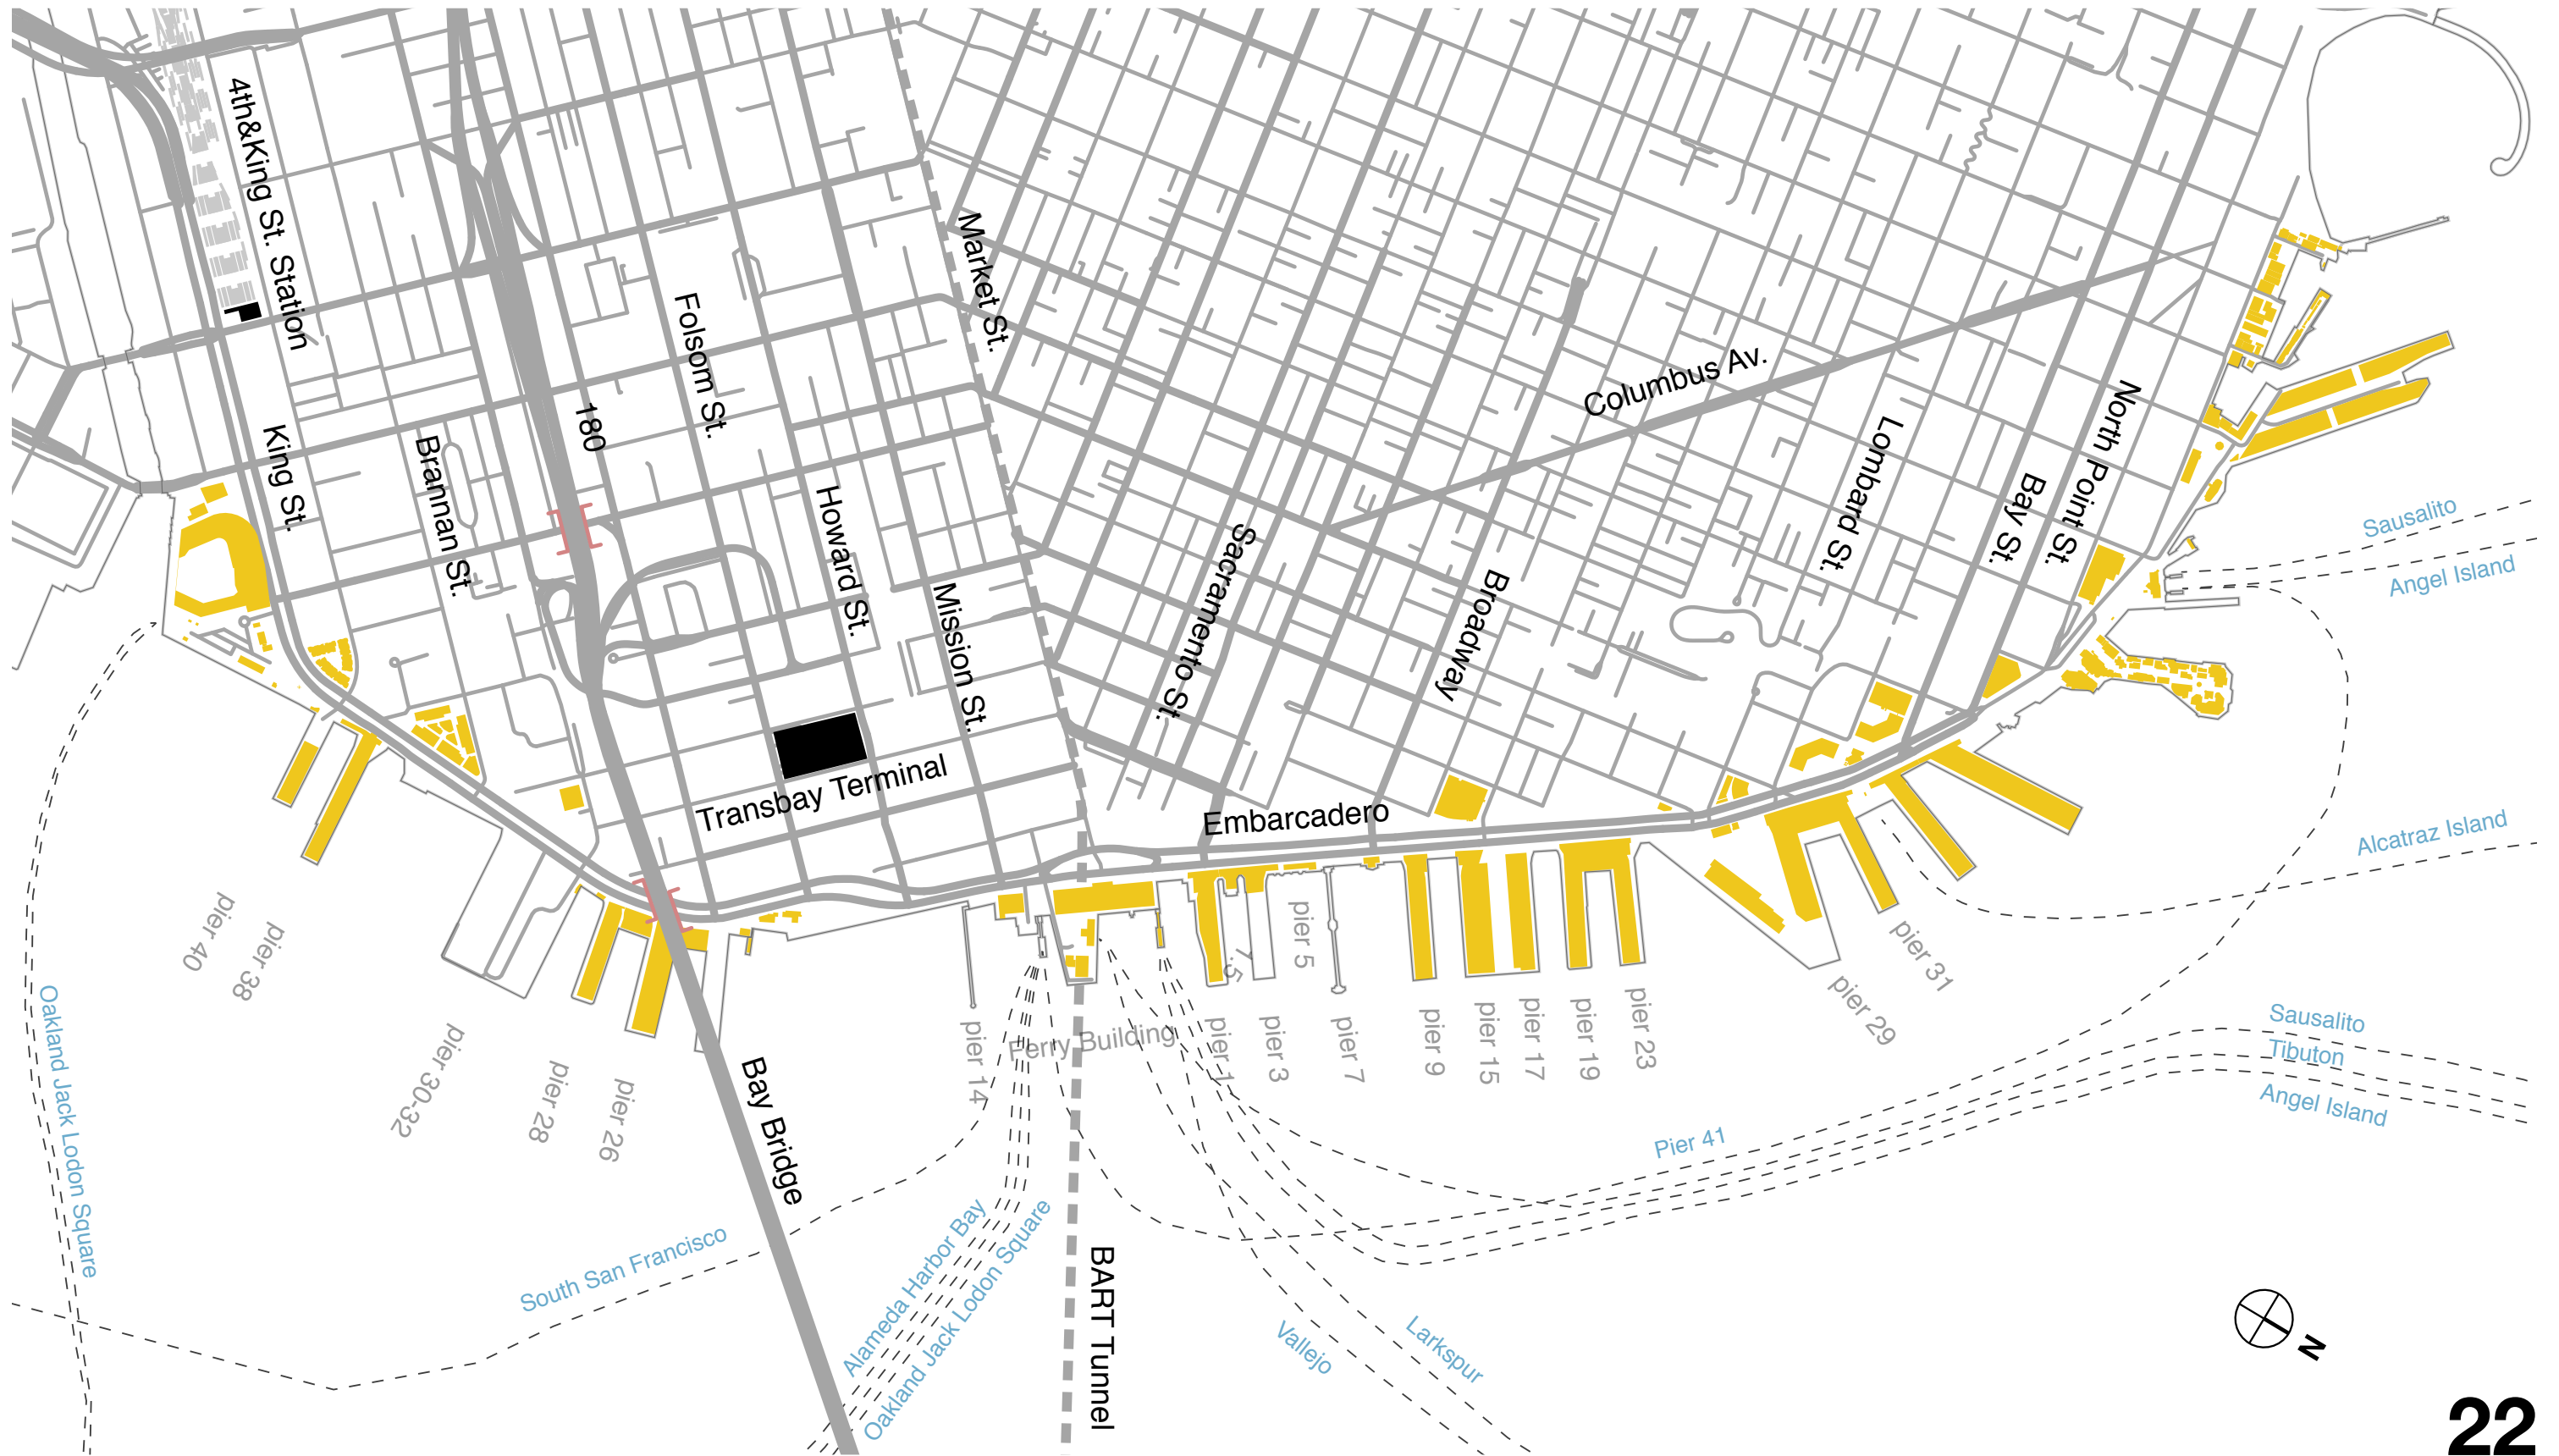 4th&King St. Station
Market St.
Folsom St.
180
King St.
Brannan St.
Howard St.
Mission St.
Sacramento St.
Broadway
Columbus Av.
Lombard St.
Bay St.
North Point St.
Sausalito
Angel Island
Transbay Terminal
Embarcadero
Alcatraz Island
pier 40
pier 38
pier 30-32
pier 28
pier 26
pier 14
Ferry Building
pier 1
1.5
pier 3
pier 5
pier 7
pier 9
pier 15
pier 17
pier 19
pier 23
pier 29
pier 31
Oakland Jack Lodon Square
Bay Bridge
South San Francisco
Alameda Harbor Bay
Oakland Jack Lodon Square
BART Tunnel
Vallejo
Larkspur
Pier 41
Sausalito
Tibuton
Angel Island
N
22